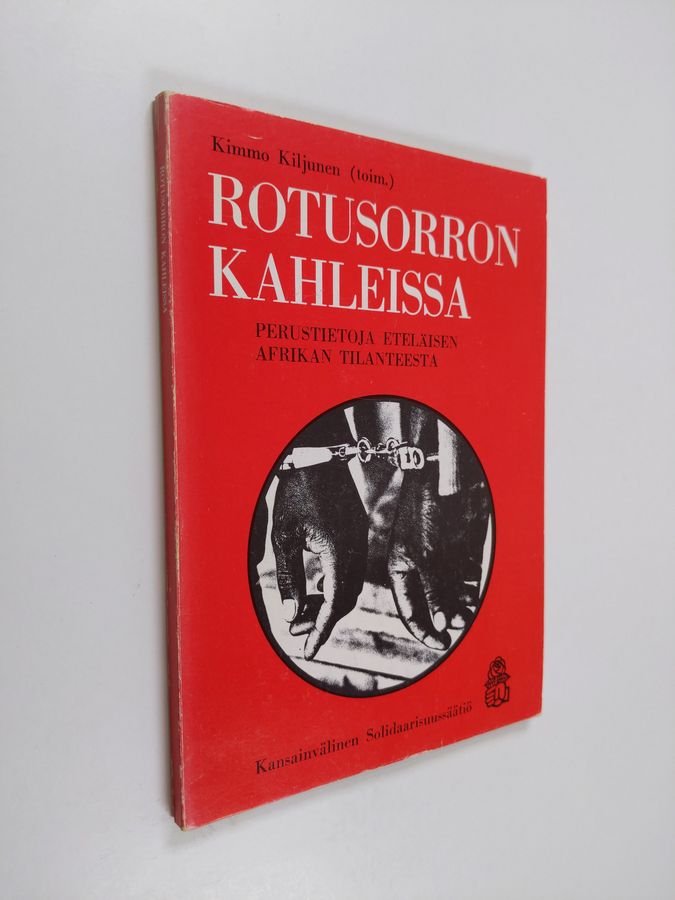 Kimmo Kiljunen (toim.)
ROTUSORRON
KAHLEISSA
PERUSTIETOJA ETELÄISEN
AFRIKAN TILANTEESTA
Kansainvälinen Solidaarisuussäätiö
ROTUSORRON KAHLEISSA